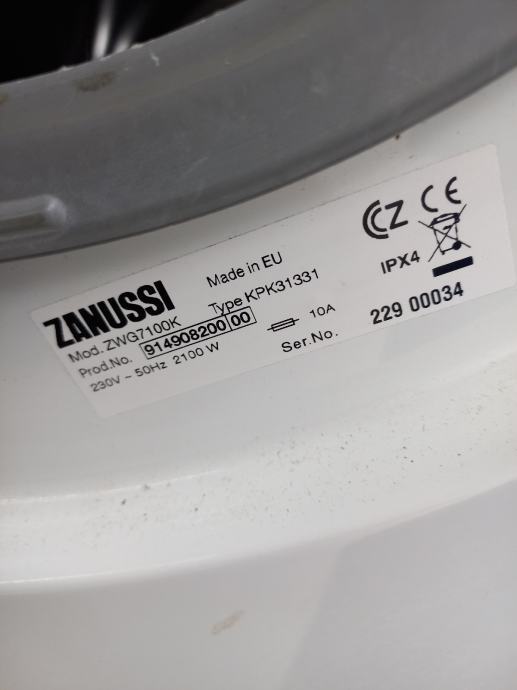 ZANUSSI
Made in EU
CZ CE
Mod. ZWG7100K
Type KPK31331
IPX4
Prod.No. 914908200 00
230V ~ 50Hz 2100 W
10A
Ser.No. 229 00034